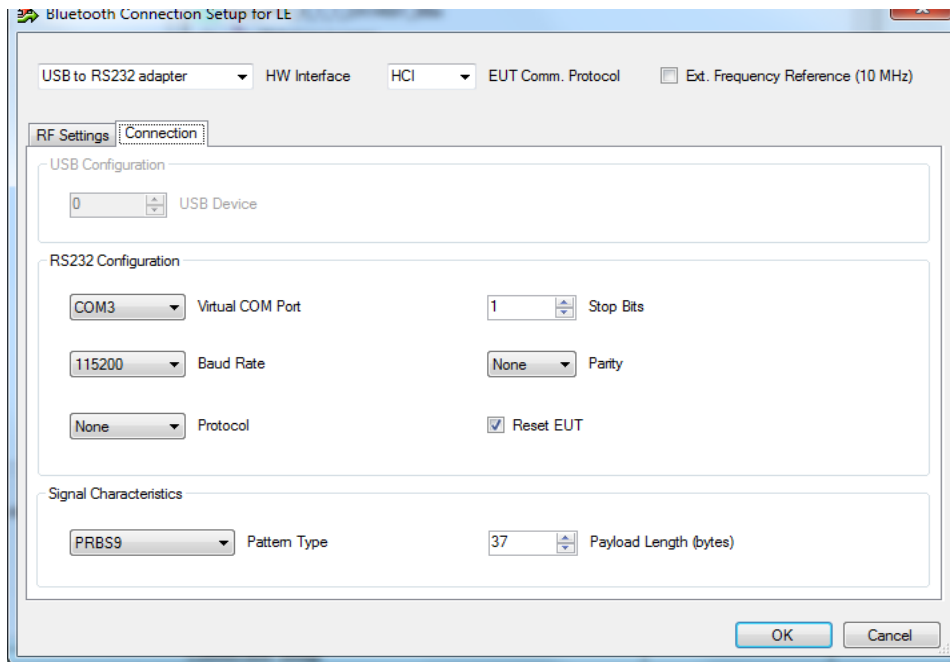 Bluetooth Connection Setup for LE
USB to RS232 adapter HW Interface HCI EUT Comm. Protocol Ext. Frequency Reference (10 MHz)
RF Settings Connection
USB Configuration
0 USB Device
RS232 Configuration
COM3 Virtual COM Port 1 Stop Bits
115200 Baud Rate None Parity
None Protocol Reset EUT
Signal Characteristics
PRBS9 Pattern Type 37 Payload Length (bytes)
OK Cancel